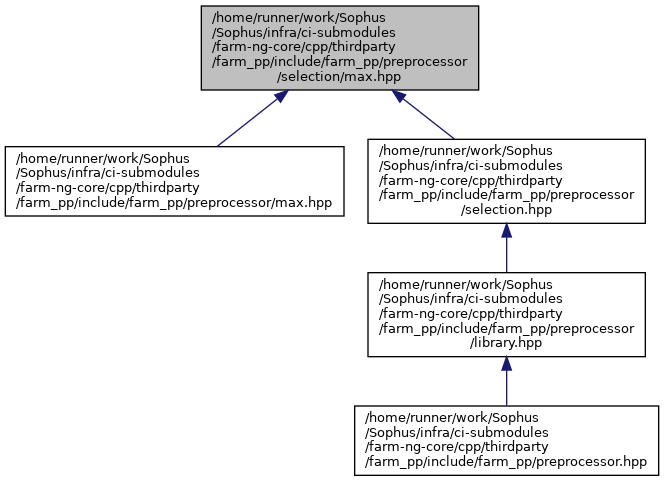 /home/runner/work/Sophus
/Sophus/infra/ci-submodules
/farm-ng-core/cpp/thirdparty
/farm_pp/include/farm_pp/preprocessor
/selection/max.hpp
/home/runner/work/Sophus
/Sophus/infra/ci-submodules
/farm-ng-core/cpp/thirdparty
/farm_pp/include/farm_pp/preprocessor/max.hpp
/home/runner/work/Sophus
/Sophus/infra/ci-submodules
/farm-ng-core/cpp/thirdparty
/farm_pp/include/farm_pp/preprocessor
/selection.hpp
/home/runner/work/Sophus
/Sophus/infra/ci-submodules
/farm-ng-core/cpp/thirdparty
/farm_pp/include/farm_pp/preprocessor
/library.hpp
/home/runner/work/Sophus
/Sophus/infra/ci-submodules
/farm-ng-core/cpp/thirdparty
/farm_pp/include/farm_pp/preprocessor.hpp